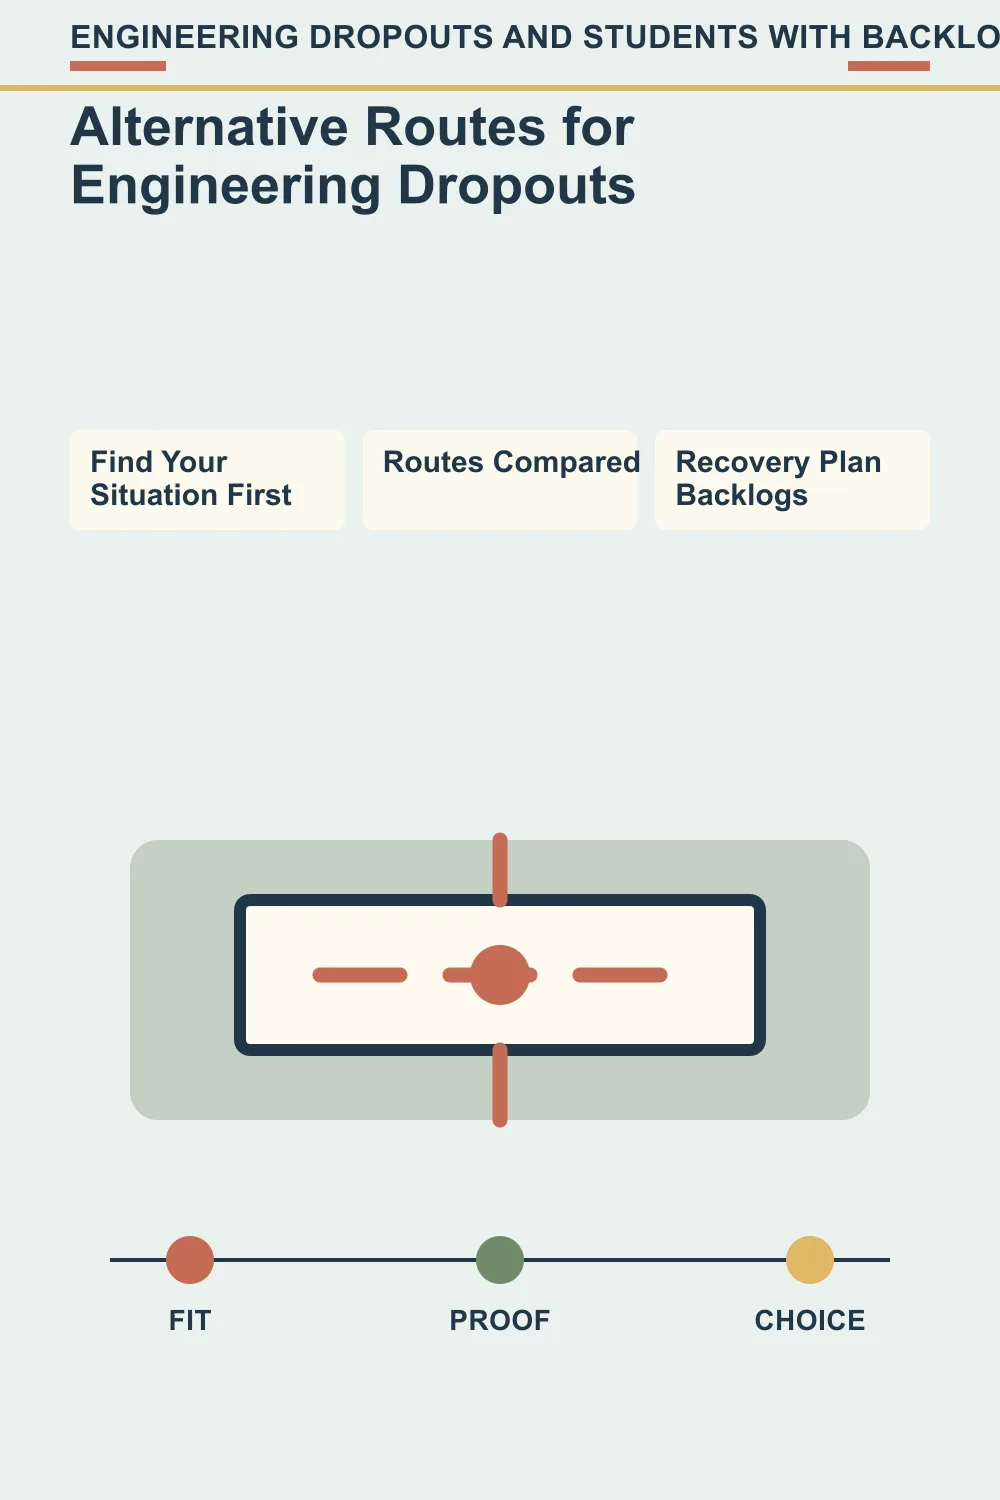 ENGINEERING DROPOUTS AND STUDENTS WITH BACKLO
Alternative Routes for
Engineering Dropouts
Find Your
Situation First
Routes Compared
Recovery Plan
Backlogs
FIT
PROOF
CHOICE